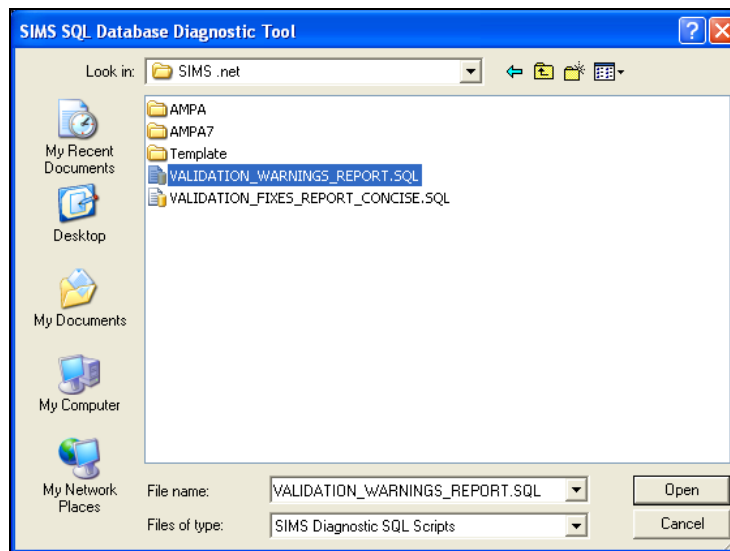 SIMS SQL Database Diagnostic Tool
Look in: SIMS .net
My Recent
Documents
Desktop
My Documents
My Computer
My Network
Places
AMPA
AMPA7
Template
VALIDATION_WARNINGS_REPORT.SQL
VALIDATION_FIXES_REPORT_CONCISE.SQL
File name: VALIDATION_WARNINGS_REPORT.SQL Open
Files of type: SIMS Diagnostic SQL Scripts Cancel